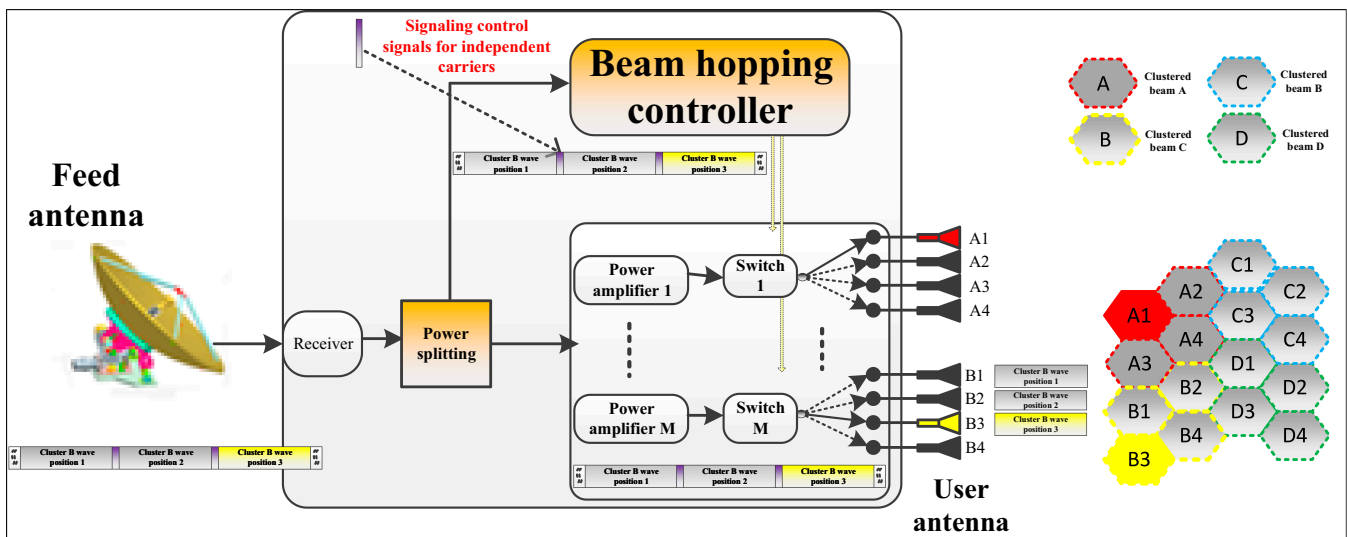 Signaling control
signals for independent
carriers
Beam hopping
controller
Cluster B wave
position 1
Cluster B wave
position 2
Cluster B wave
position 3
Feed
antenna
Receiver
Power
splitting
Power
amplifier 1
Switch
1
A1
A2
A3
A4
Power
amplifier M
Switch
M
B1
B2
B3
B4
Cluster B wave
position 1
Cluster B wave
position 2
Cluster B wave
position 3
Cluster B wave
position 1
Cluster B wave
position 2
Cluster B wave
position 3
Cluster B wave
position 1
Cluster B wave
position 2
Cluster B wave
position 3
User
antenna
A
Clustered
beam A
C
Clustered
beam B
B
Clustered
beam C
D
Clustered
beam D
C1
A2
C2
A1
C3
A4
C4
A3
D1
B2
D2
B1
D3
B4
D4
B3